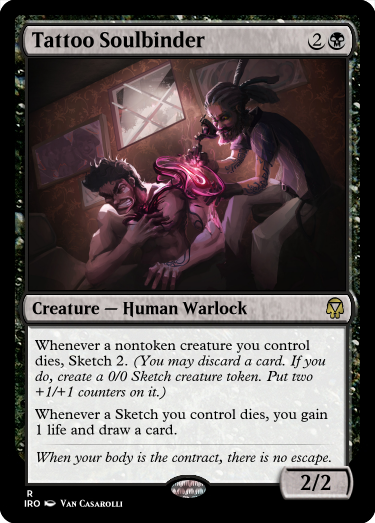 Tattoo Soulbinder 2
Creature — Human Warlock
Whenever a nontoken creature you control
dies, Sketch 2. (You may discard a card. If you
do, create a 0/0 Sketch creature token. Put two
+1/+1 counters on it.)
Whenever a Sketch you control dies, you gain
1 life and draw a card.
When your body is the contract, there is no escape.
2/2
R
IRO Van Casarolli